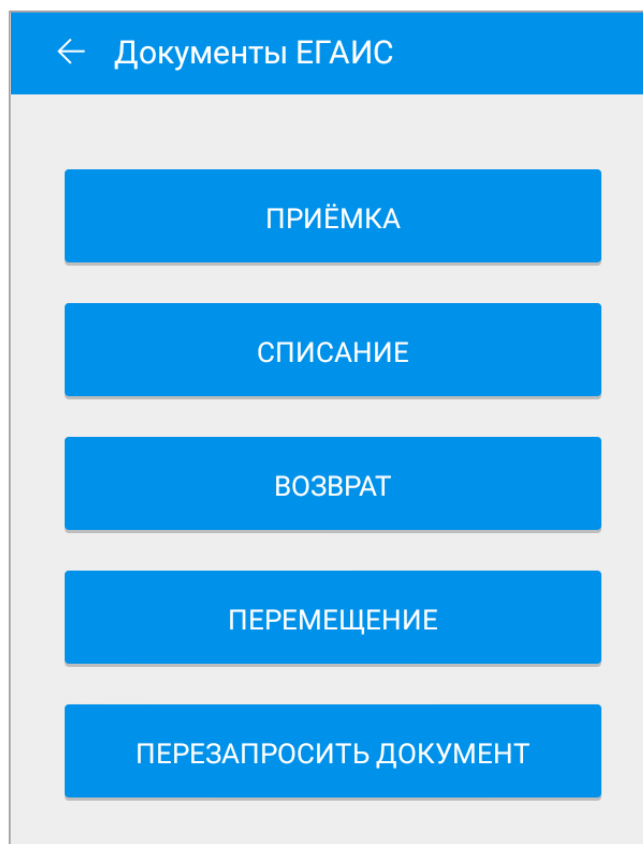 Документы ЕГАИС
ПРИЁМКА
СПИСАНИЕ
ВОЗВРАТ
ПЕРЕМЕЩЕНИЕ
ПЕРЕЗАПРОСИТЬ ДОКУМЕНТ